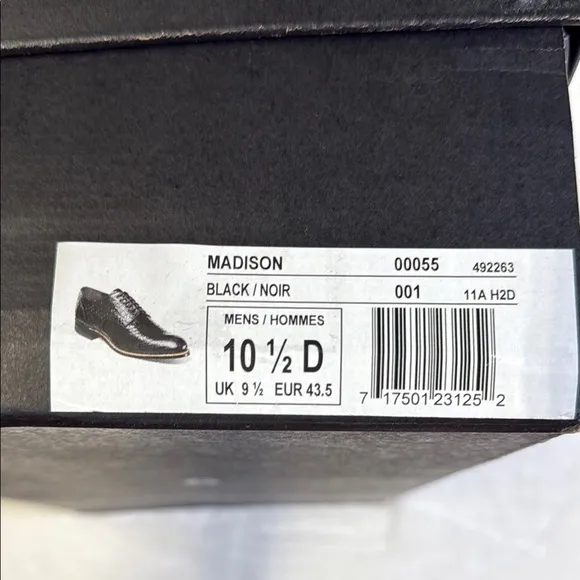 MADISON 00055 492263
BLACK / NOIR 001 11A H2D
MENS / HOMMES
10 ½ D
UK 9 ½ EUR 43.5
7 17501 23125 2